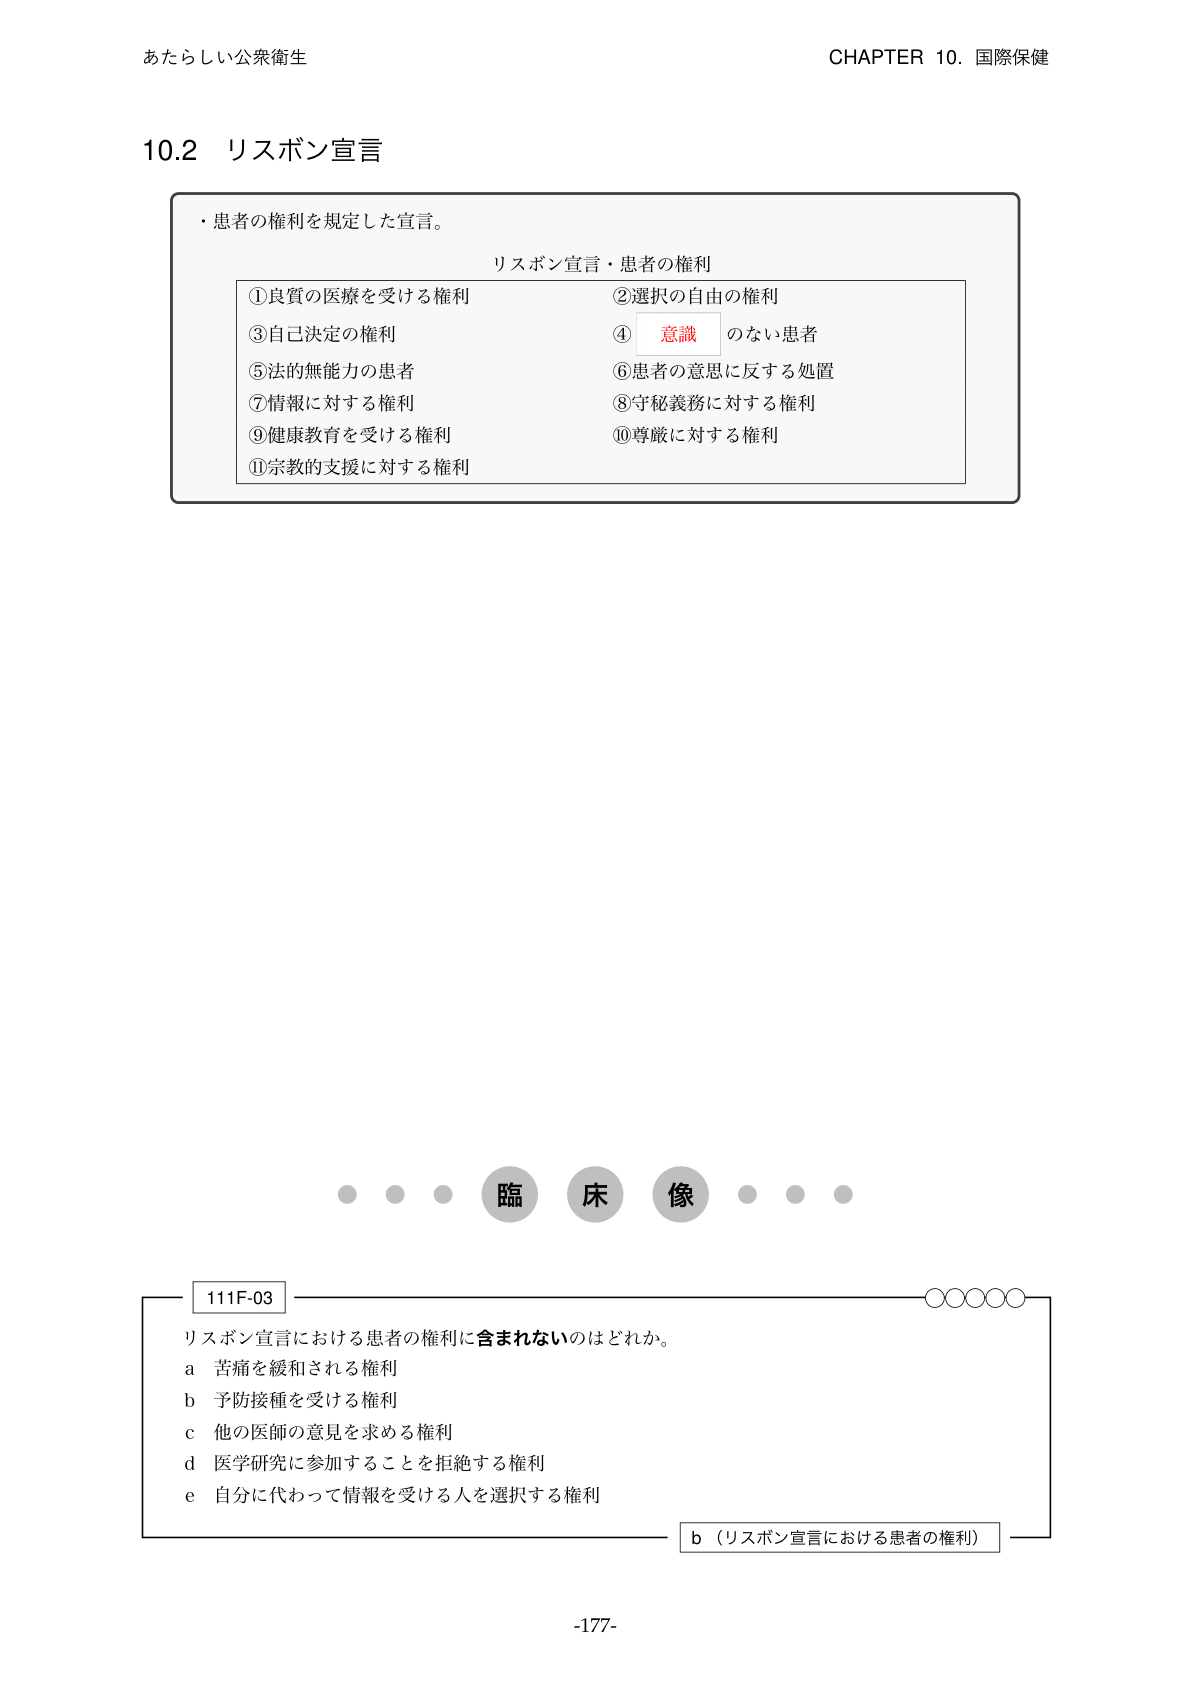 あたらしい公衆衛生
CHAPTER 10. 国際保健
10.2 リスボン宣言
・患者の権利を規定した宣言。
リスボン宣言・患者の権利
①良質の医療を受ける権利 ②選択の自由の権利
③自己決定の権利 ④ 意識 のない患者
⑤法的無能力の患者 ⑥患者の意思に反する処置
⑦情報に対する権利 ⑧守秘義務に対する権利
⑨健康教育を受ける権利 ⑩尊厳に対する権利
⑪宗教的支援に対する権利
臨床像
111F-03
リスボン宣言における患者の権利に含まれないのはどれか。
a 苦痛を緩和される権利
b 予防接種を受ける権利
c 他の医師の意見を求める権利
d 医学研究に参加することを拒絶する権利
e 自分に代わって情報を受ける人を選択する権利
b （リスボン宣言における患者の権利）
-177-